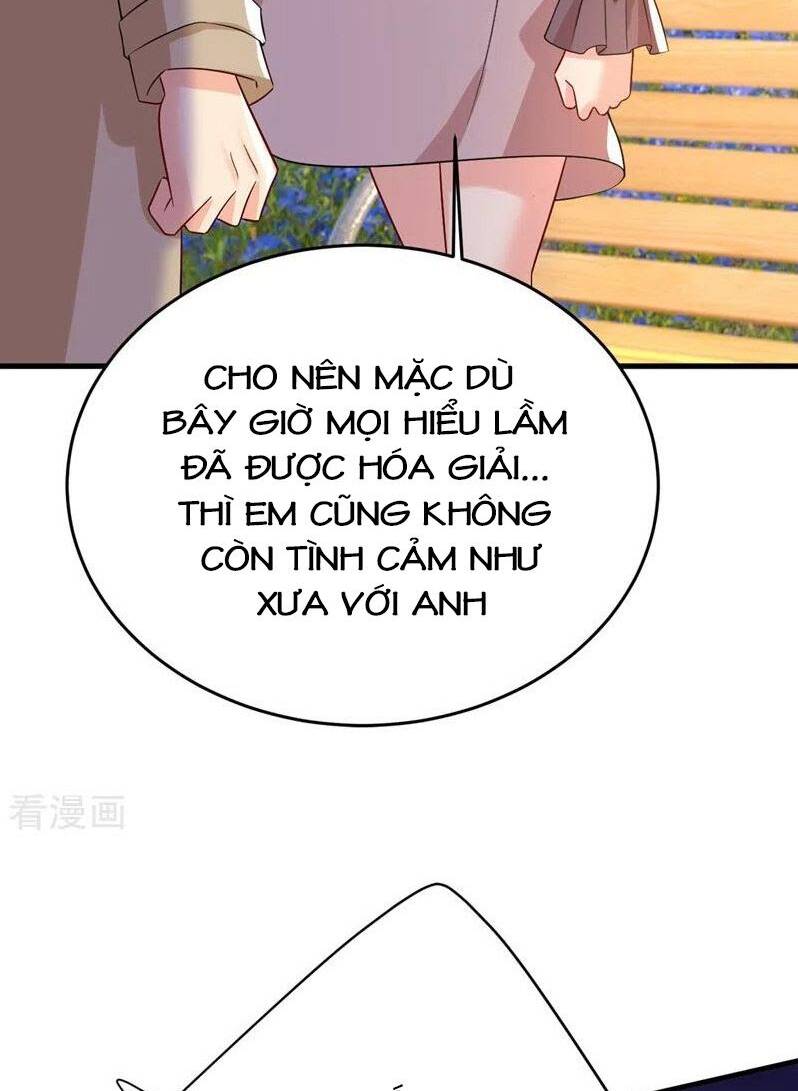 CHO NÊN MẶC DÙ
BÂY GIỜ MỌI HIỂU LẦM
ĐÃ ĐƯỢC HÓA GIẢI...
THÌ EM CŨNG KHÔNG
CÒN TÌNH CẢM NHƯ
XƯA VỚI ANH
看漫画